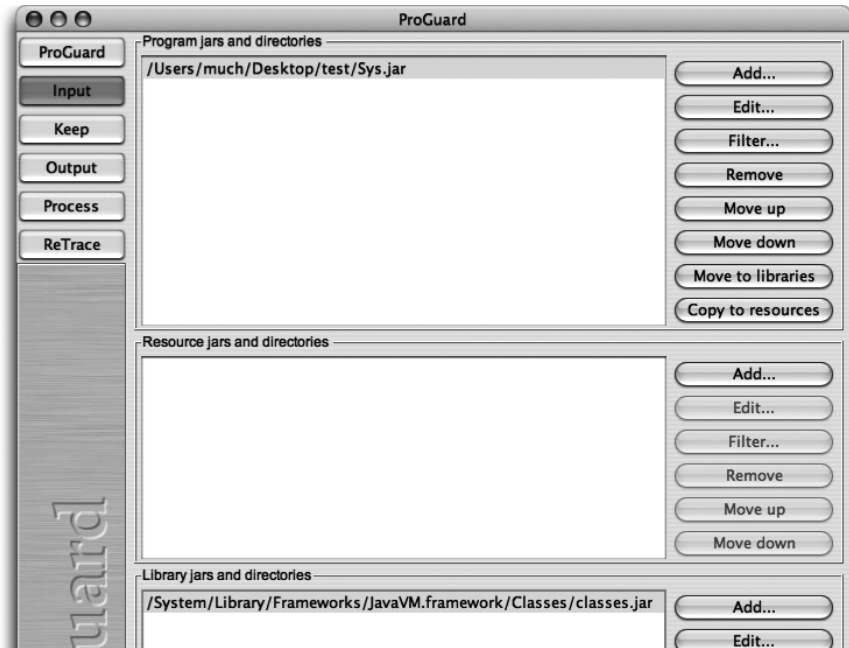 ProGuard
ProGuard
Input
Keep
Output
Process
ReTrace
Program jars and directories
/Users/much/Desktop/test/Sys.jar
Add...
Edit...
Filter...
Remove
Move up
Move down
Move to libraries
Copy to resources
Resource jars and directories
Add...
Edit...
Filter...
Remove
Move up
Move down
Library jars and directories
/System/Library/Frameworks/JavaVM.framework/Classes/classes.jar
Add...
Edit...
uard